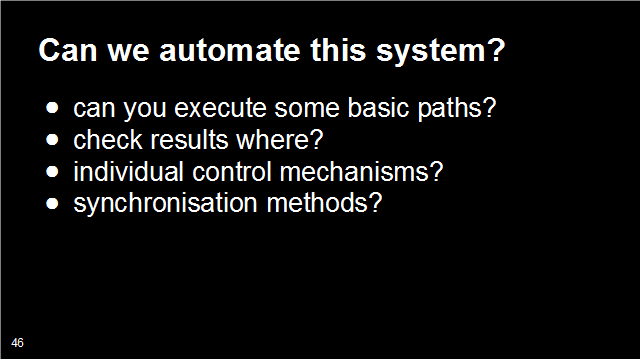 Can we automate this system?
● can you execute some basic paths?
● check results where?
● individual control mechanisms?
● synchronisation methods?
46